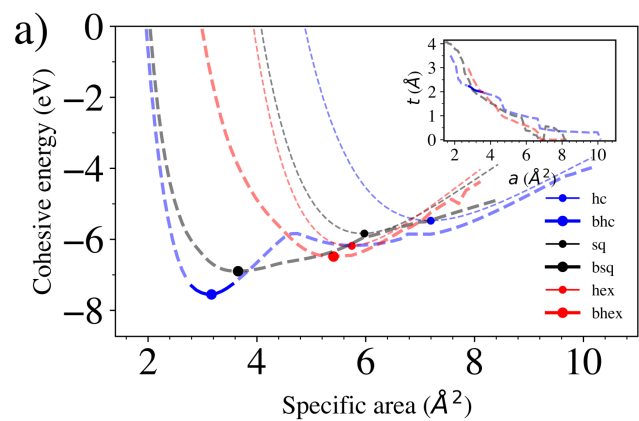 a)
0
−2
−4
−6
−8
Cohesive energy (eV)
2
4
6
8
10
Specific area (Å²)
4
3
2
1
0
t (Å)
2
4
6
8
10
a (Å²)
hc
bhc
sq
bsq
hex
bhex